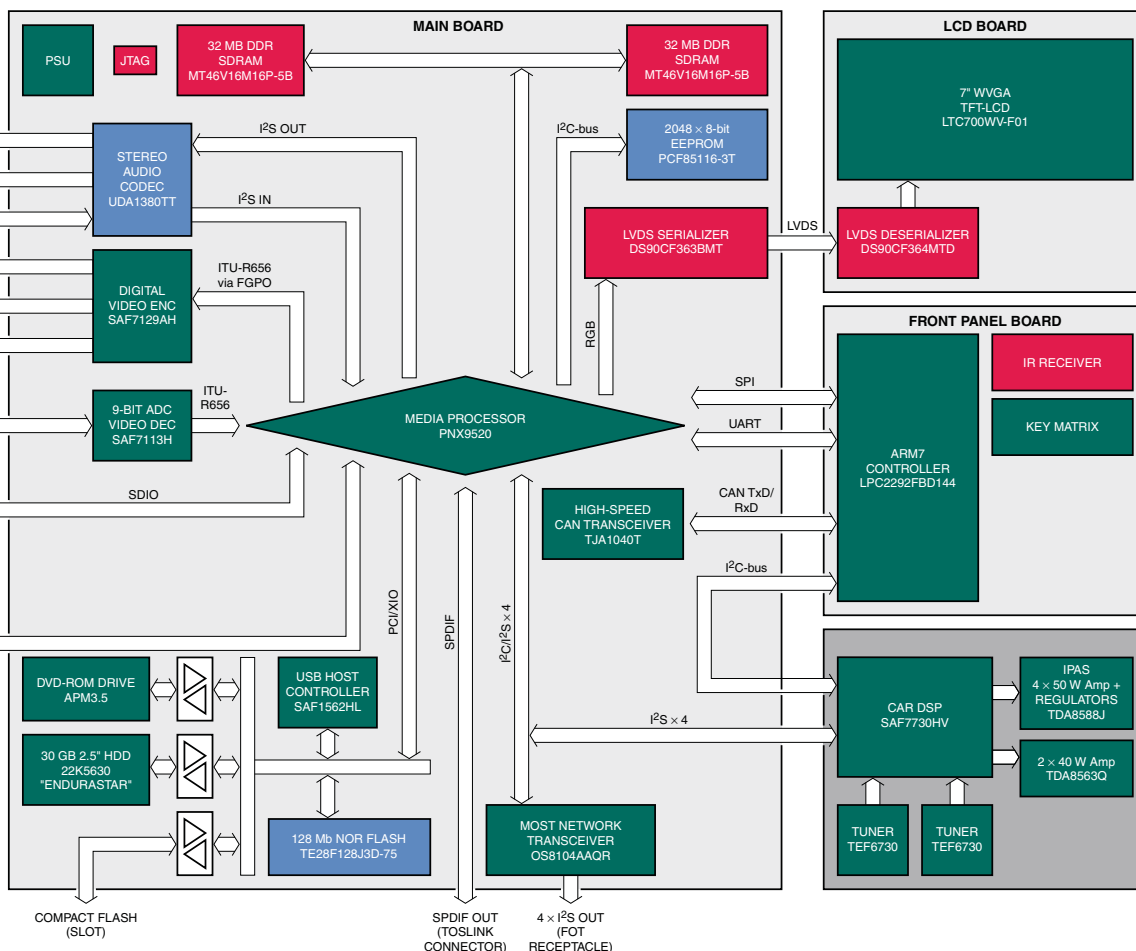 MAIN BOARD
PSU
JTAG
32 MB DDR
SDRAM
MT46V16M16P-5B
32 MB DDR
SDRAM
MT46V16M16P-5B
I²S OUT
I²C-bus
2048 × 8-bit
EEPROM
PCF85116-3T
STEREO
AUDIO
CODEC
UDA1380TT
I²S IN
LVDS SERIALIZER
DS90CF363BMT
LVDS
ITU-R656
via FGPO
DIGITAL
VIDEO ENC
SAF7129AH
RGB
ITU-
R656
9-BIT ADC
VIDEO DEC
SAF7113H
MEDIA PROCESSOR
PNX9520
SPI
UART
SDIO
HIGH-SPEED
CAN TRANSCEIVER
TJA1040T
CAN TxD/
RxD
I²C-bus
PCI/XIO
SPDIF
I²C/I²S × 4
DVD-ROM DRIVE
APM3.5
USB HOST
CONTROLLER
SAF1562HL
30 GB 2.5" HDD
22K5630
"ENDURASTAR"
I²S × 4
128 Mb NOR FLASH
TE28F128J3D-75
MOST NETWORK
TRANSCEIVER
OS8104AAQR
COMPACT FLASH
(SLOT)
SPDIF OUT
(TOSLINK
CONNECTOR)
4 × I²S OUT
(FOT
RECEPTACLE)
LCD BOARD
7" WVGA
TFT-LCD
LTC700WV-F01
LVDS DESERIALIZER
DS90CF364MTD
FRONT PANEL BOARD
IR RECEIVER
KEY MATRIX
ARM7
CONTROLLER
LPC2292FBD144
CAR DSP
SAF7730HV
IPAS
4 × 50 W Amp +
REGULATORS
TDA8588J
2 × 40 W Amp
TDA8563Q
TUNER
TEF6730
TUNER
TEF6730